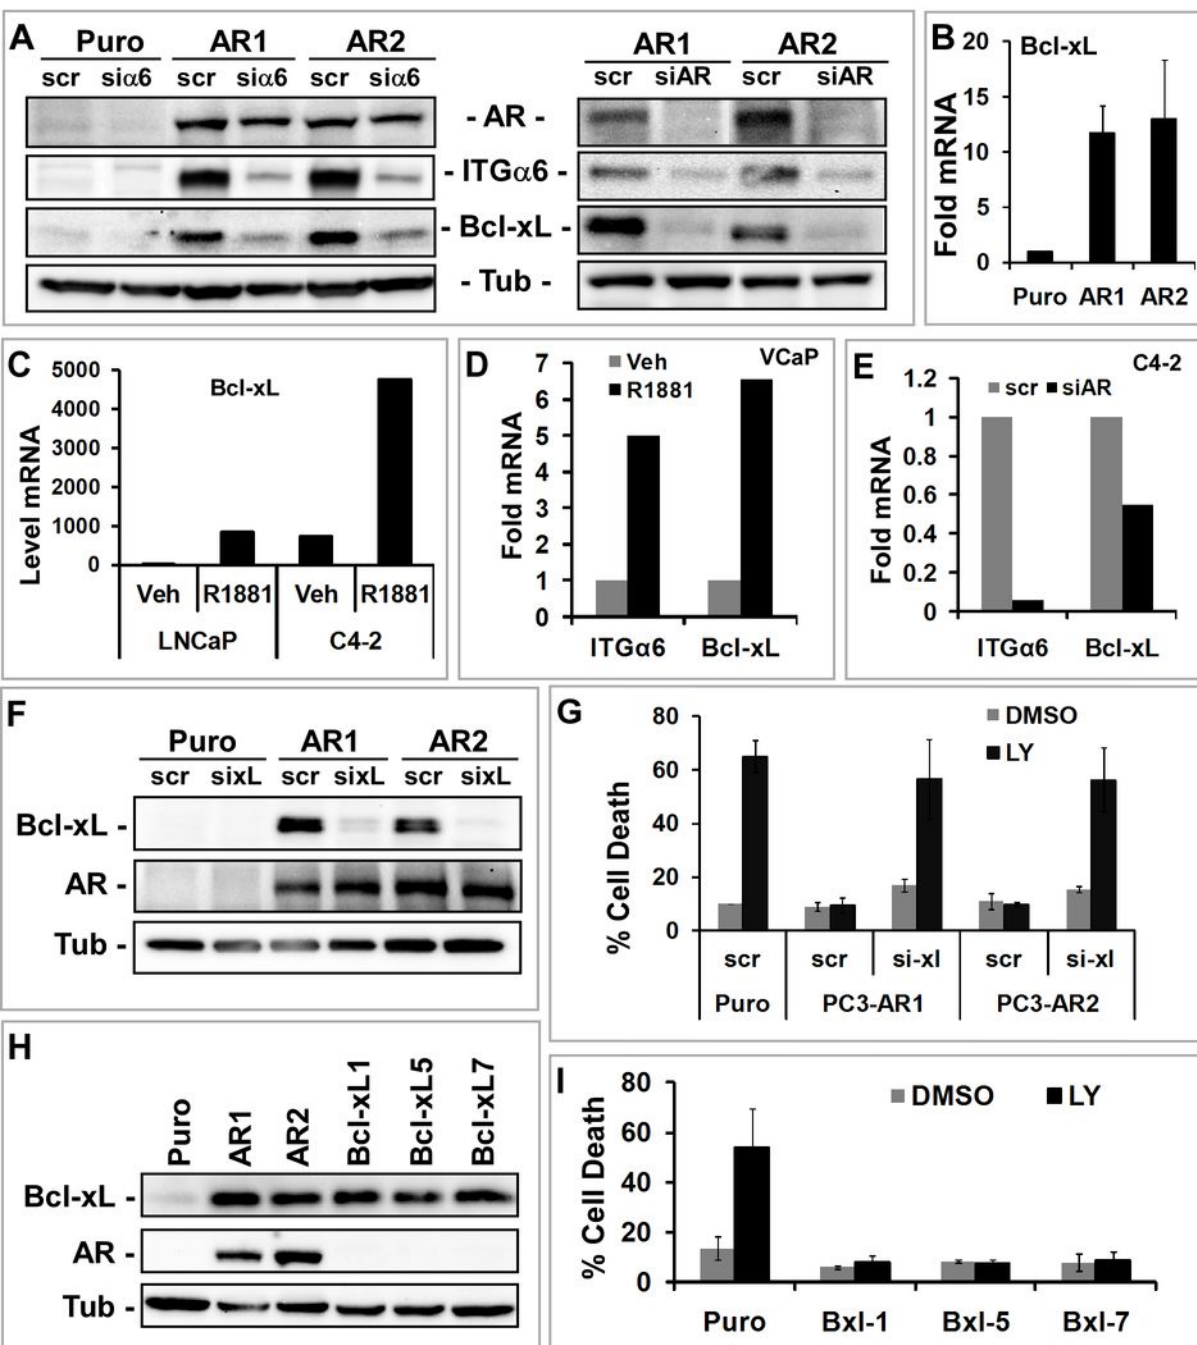 A
Puro AR1 AR2
scr siα6 scr siα6 scr siα6
AR1 AR2
scr siAR scr siAR
- AR -
- ITGα6 -
- Bcl-xL -
- Tub -
B
Bcl-xL
Fold mRNA
20
15
10
5
0
Puro AR1 AR2
C
Bcl-xL
Level mRNA
5000
4000
3000
2000
1000
0
Veh R1881 Veh R1881
LNCaP C4-2
D
VCaP
Veh
R1881
Fold mRNA
7
6
5
4
3
2
1
0
ITGα6 Bcl-xL
E
C4-2
scr siAR
Fold mRNA
1.2
1
0.8
0.6
0.4
0.2
0
ITGα6 Bcl-xL
F
Puro AR1 AR2
scr sixL scr sixL scr sixL
Bcl-xL -
AR -
Tub -
G
DMSO
LY
% Cell Death
80
60
40
20
0
scr scr si-xl scr si-xl
Puro PC3-AR1 PC3-AR2
H
Puro AR1 AR2 Bcl-xL1 Bcl-xL5 Bcl-xL7
Bcl-xL -
AR -
Tub -
I
DMSO LY
% Cell Death
80
60
40
20
0
Puro Bxl-1 Bxl-5 Bxl-7